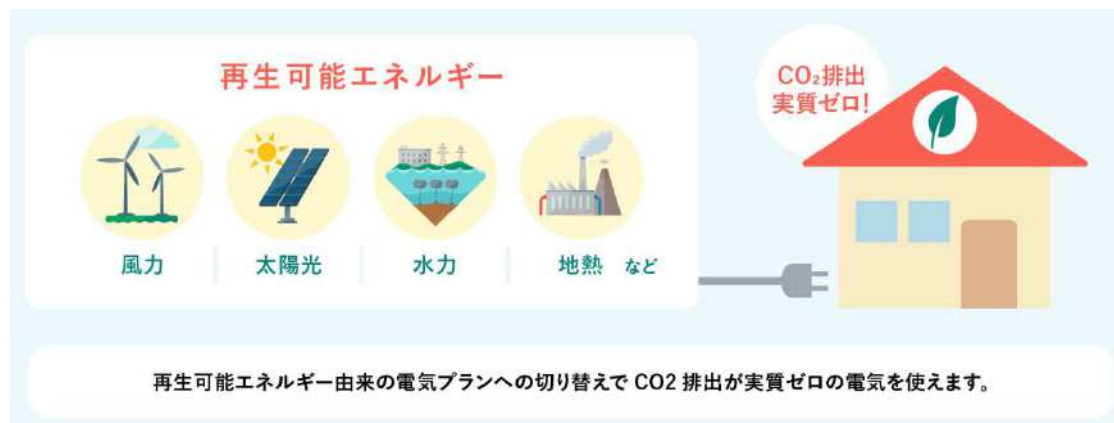 再生可能エネルギー
CO₂排出
実質ゼロ!
風力
太陽光
水力
地熱 など
再生可能エネルギー由来の電気プランへの切り替えで CO2 排出が実質ゼロの電気を使えます。